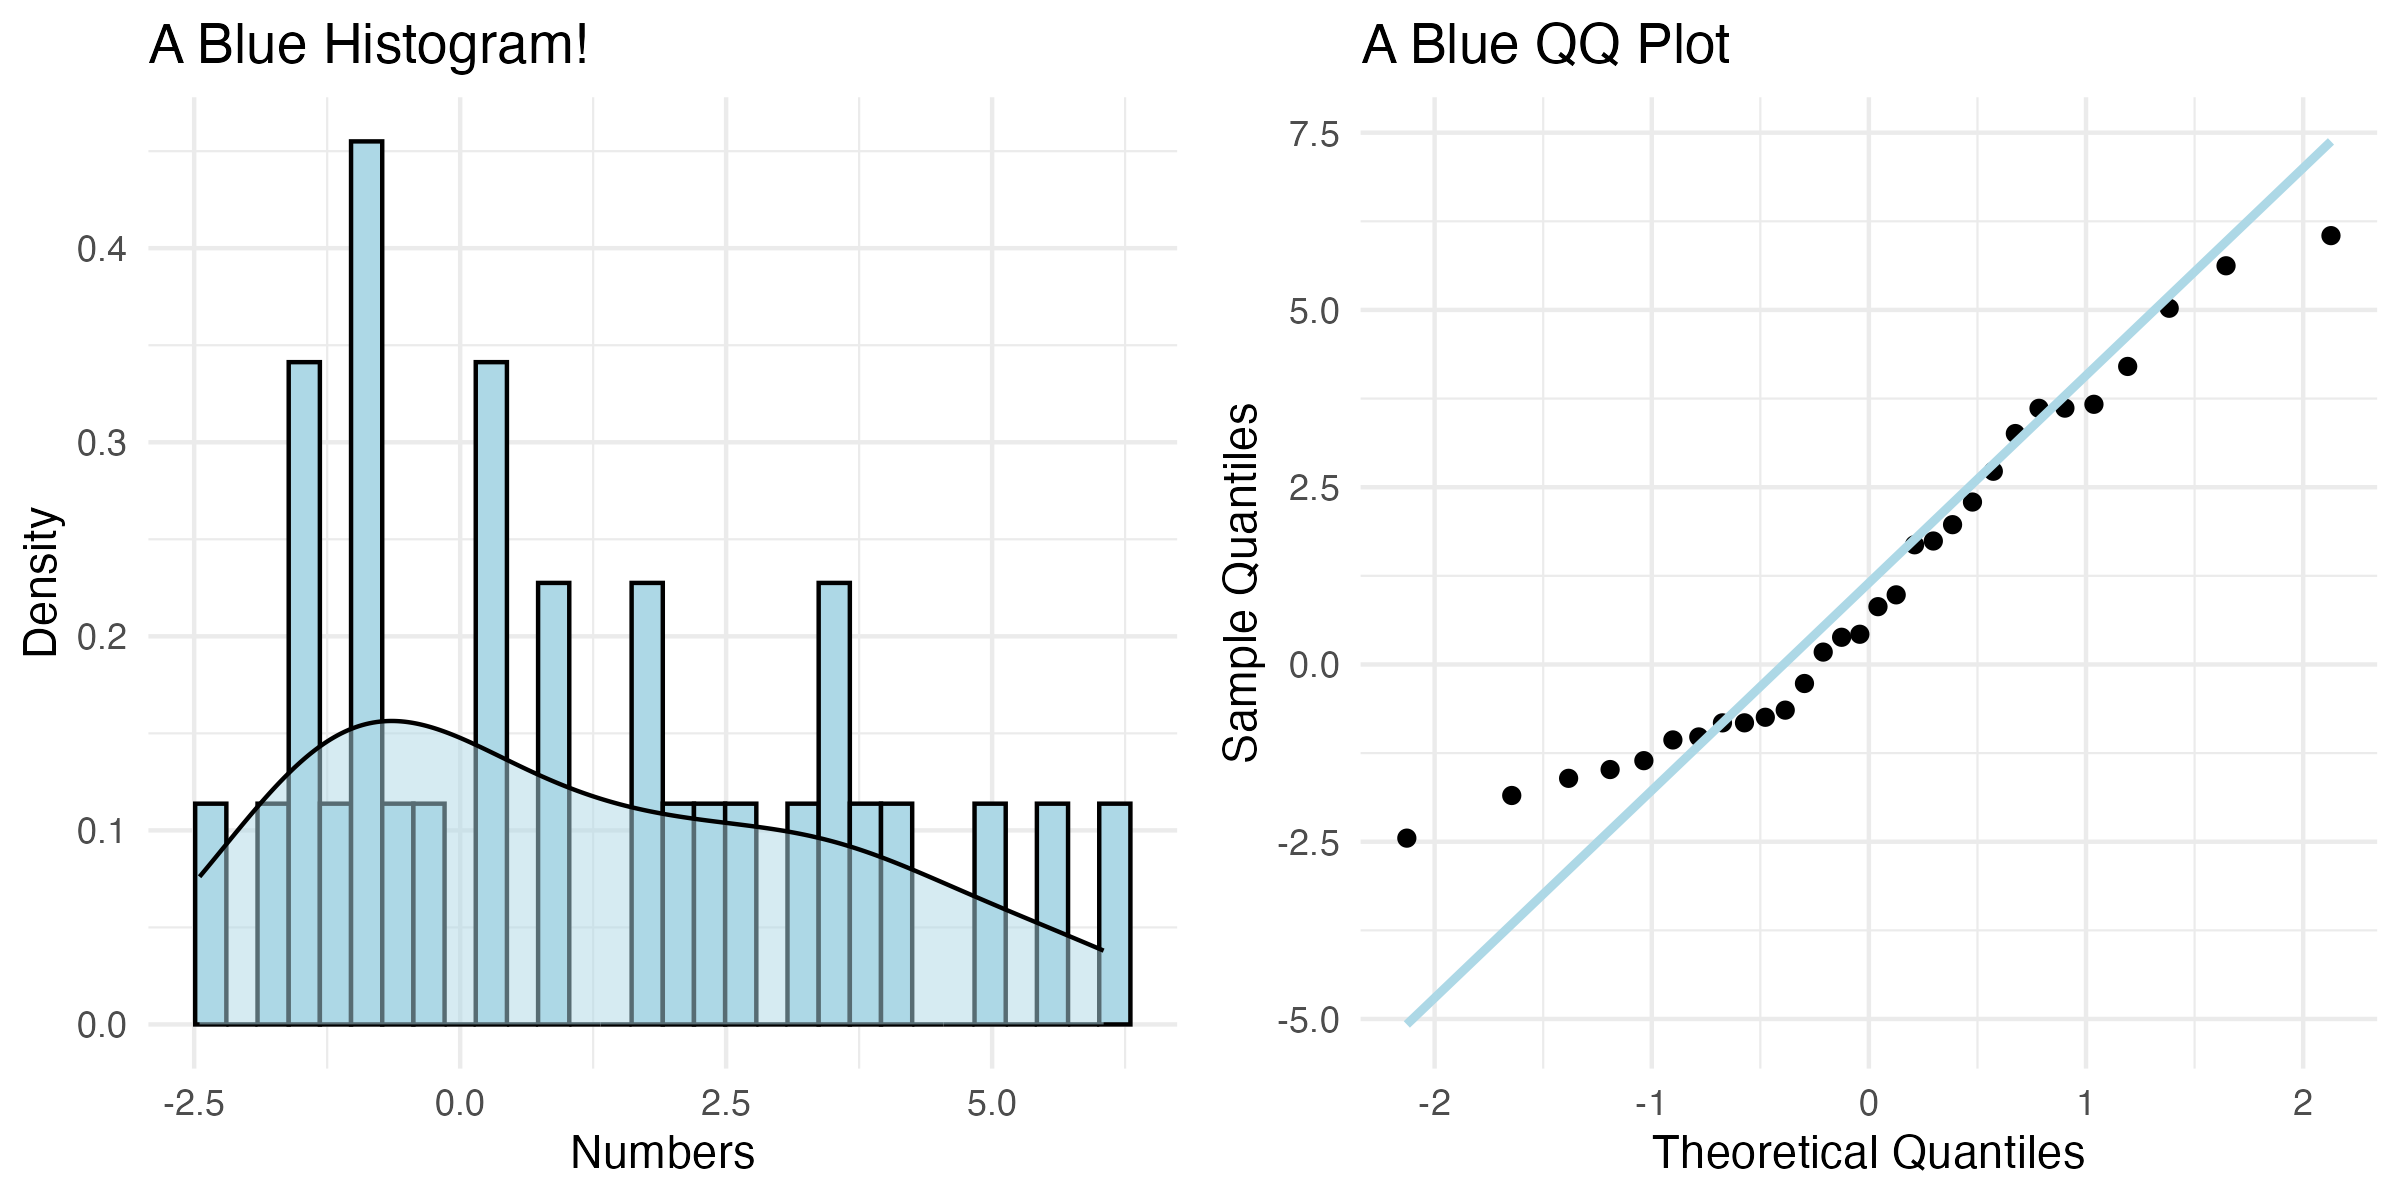 A Blue Histogram!
Density
0.4
0.3
0.2
0.1
0.0
-2.5 0.0 2.5 5.0
Numbers
A Blue QQ Plot
Sample Quantiles
7.5
5.0
2.5
0.0
-2.5
-5.0
-2 -1 0 1 2
Theoretical Quantiles